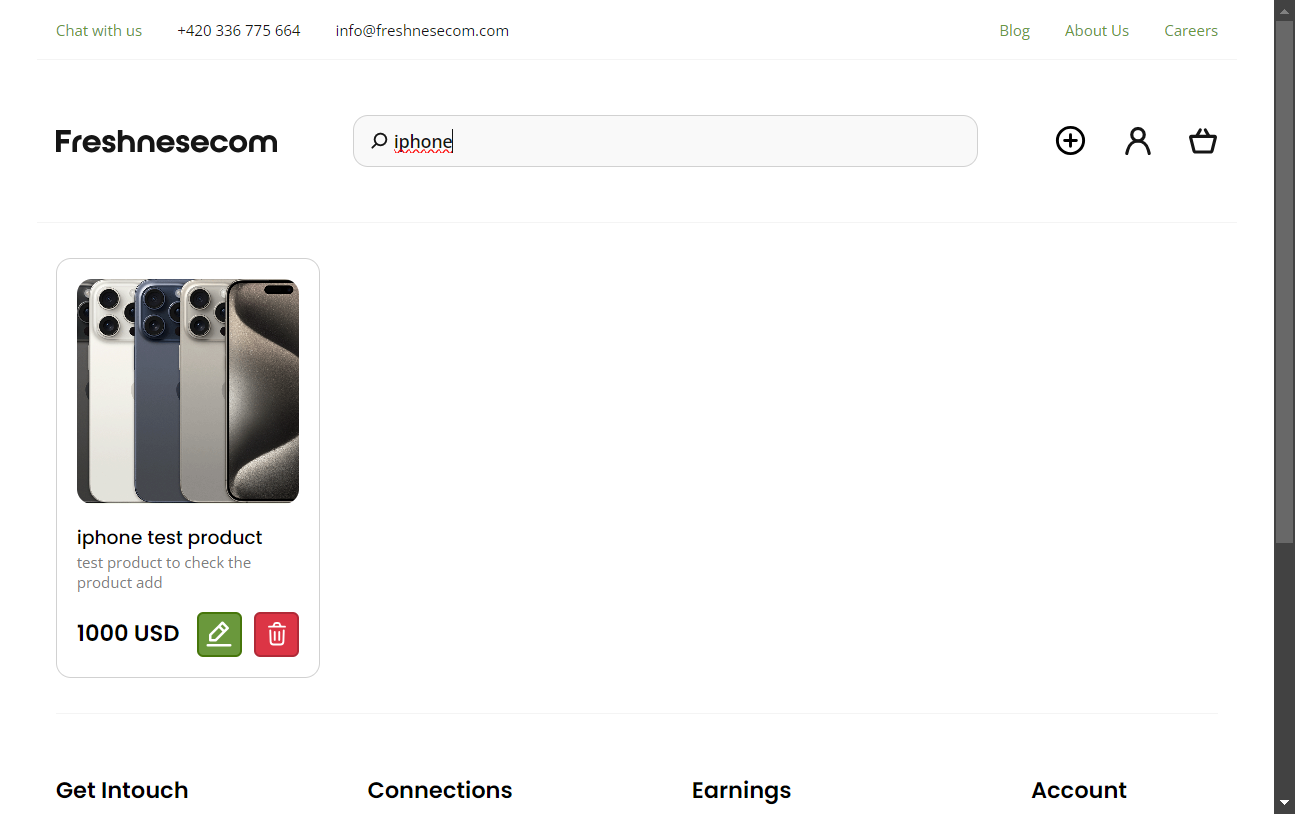 Chat with us +420 336 775 664 info@freshnesecom.com Blog About Us Careers
Freshnesecom iphone
iphone test product
test product to check the
product add
1000 USD
Get Intouch Connections Earnings Account